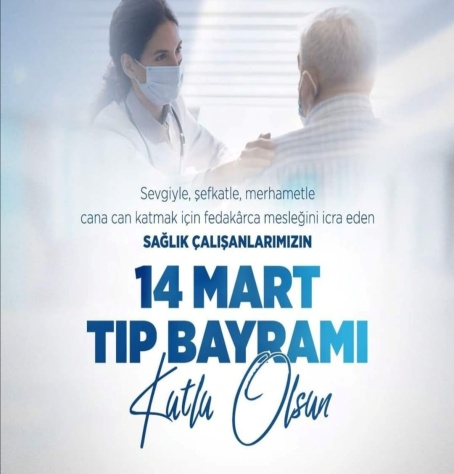 Sevgiyle, şefkatle, merhametle
cana can katmak için fedakârca mesleğini icra eden
SAĞLIK ÇALIŞANLARIMIZIN
14 MART
TIP BAYRAMI
Kutlu Olsun